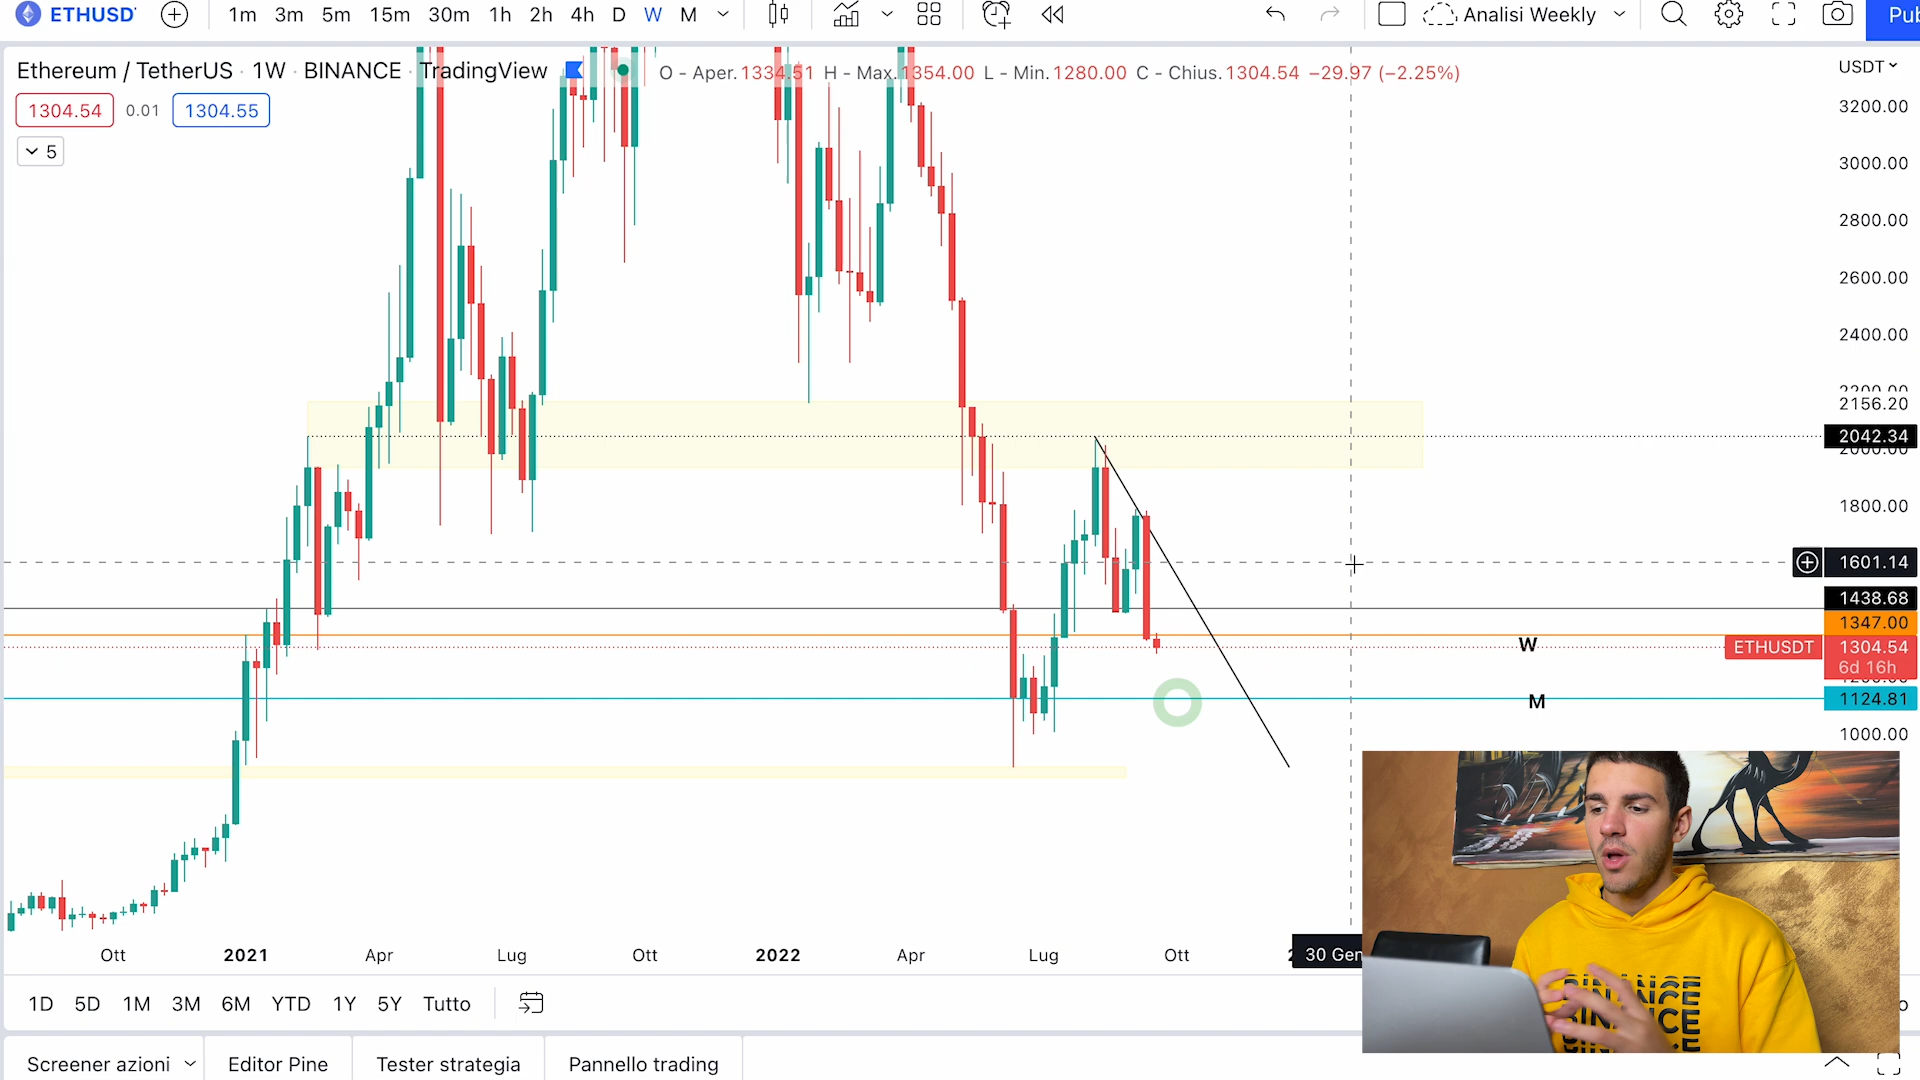 ETHUSD
1m 3m 5m 15m 30m 1h 2h 4h D W M
Analisi Weekly
Pub
Ethereum / TetherUS · 1W · BINANCE · TradingView
O - Aper. 1334.51 H - Max. 1354.00 L - Min. 1280.00 C - Chius. 1304.54 −29.97 (−2.25%)
1304.54 0.01 1304.55
5
USDT
3200.00
3000.00
2800.00
2600.00
2400.00
2200.00
2156.20
2042.34
2000.00
1800.00
1601.14
1438.68
1347.00
W
ETHUSDT 1304.54
6d 16h
1200.00
M
1124.81
1000.00
Ott 2021 Apr Lug Ott 2022 Apr Lug Ott
30 Gen
1D 5D 1M 3M 6M YTD 1Y 5Y Tutto
BINANCE
BINANCE
BINANCE
Screener azioni Editor Pine Tester strategia Pannello trading